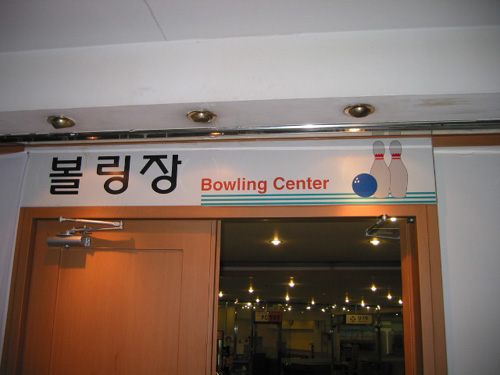 볼링장 Bowling Center